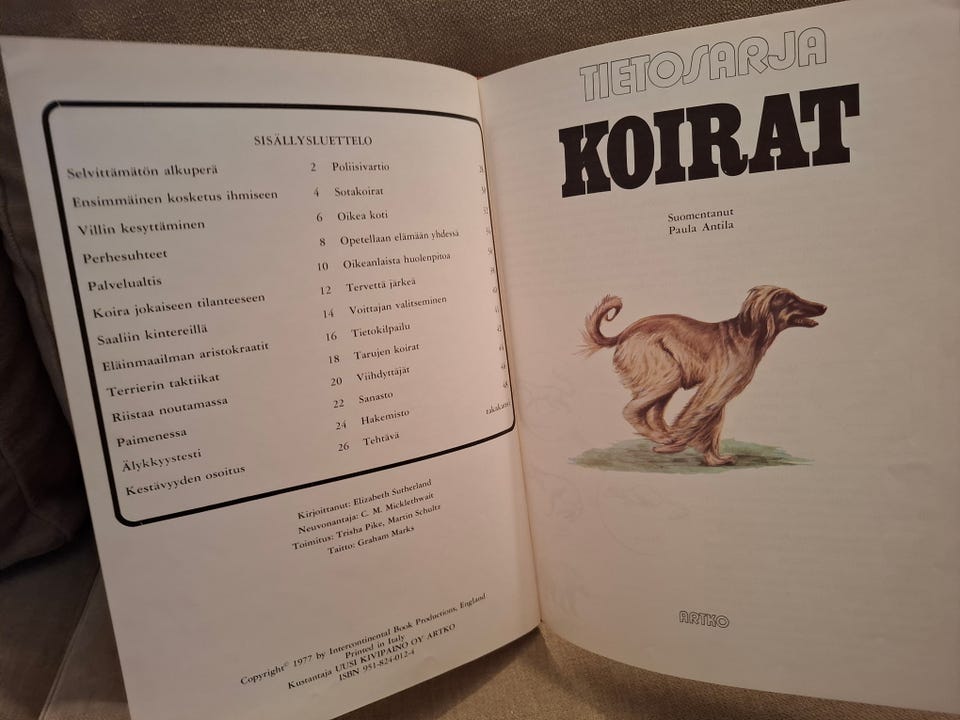 SISÄLLYSLUETTELO
Selvittämätön alkuperä 2
Ensimmäinen kosketus ihmiseen 4
Villin kesyttäminen 6
Perhesuhteet 8
Palvelualtis 10
Koira jokaiseen tilanteeseen 12
Saaliin kintereillä 14
Eläinmaailman aristokraatit 16
Terrierin taktiikat 18
Riistaa noutamassa 20
Paimenessa 22
Älykkyystesti 24
Kestävyyden osoitus 26
Poliisivartio
Sotakoirat
Oikea koti
Opetellaan elämään yhdessä
Oikeanlaista huolenpitoa
Tervettä järkeä
Voittajan valitseminen
Tietokilpailu
Tarujen koirat
Viihdyttäjät
Sanasto
Hakemisto
Tehtävä
Kirjoittanut: Elizabeth Sutherland
Neuvonantaja: C. M. Micklethwait
Toimitus: Trisha Pike, Martin Schultz
Taitto: Graham Marks
Copyright © 1977 by Intercontinental Book Productions, England
Printed in Italy
Kustantaja UUSI KIVIPAINO OY ARTKO
ISBN 951-824-012-4
TIETOSARJA
KOIRAT
Suomentanut
Paula Antila
ARTKO